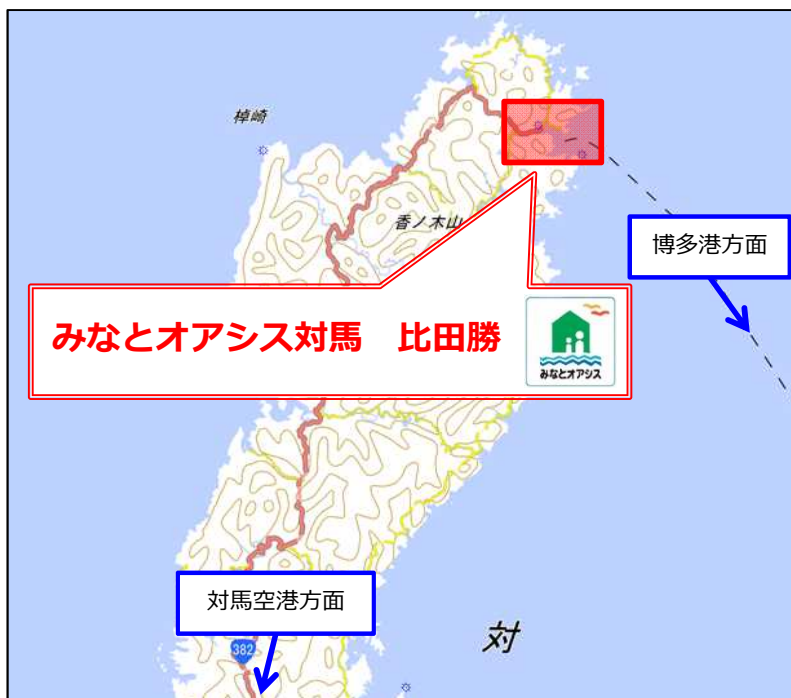 棹崎
香ノ木山
博多港方面
みなとオアシス対馬　比田勝
みなとオアシス
対馬空港方面
382
対